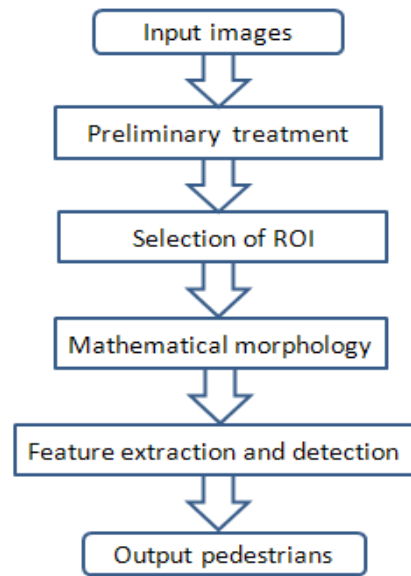 Input images
Preliminary treatment
Selection of ROI
Mathematical morphology
Feature extraction and detection
Output pedestrians